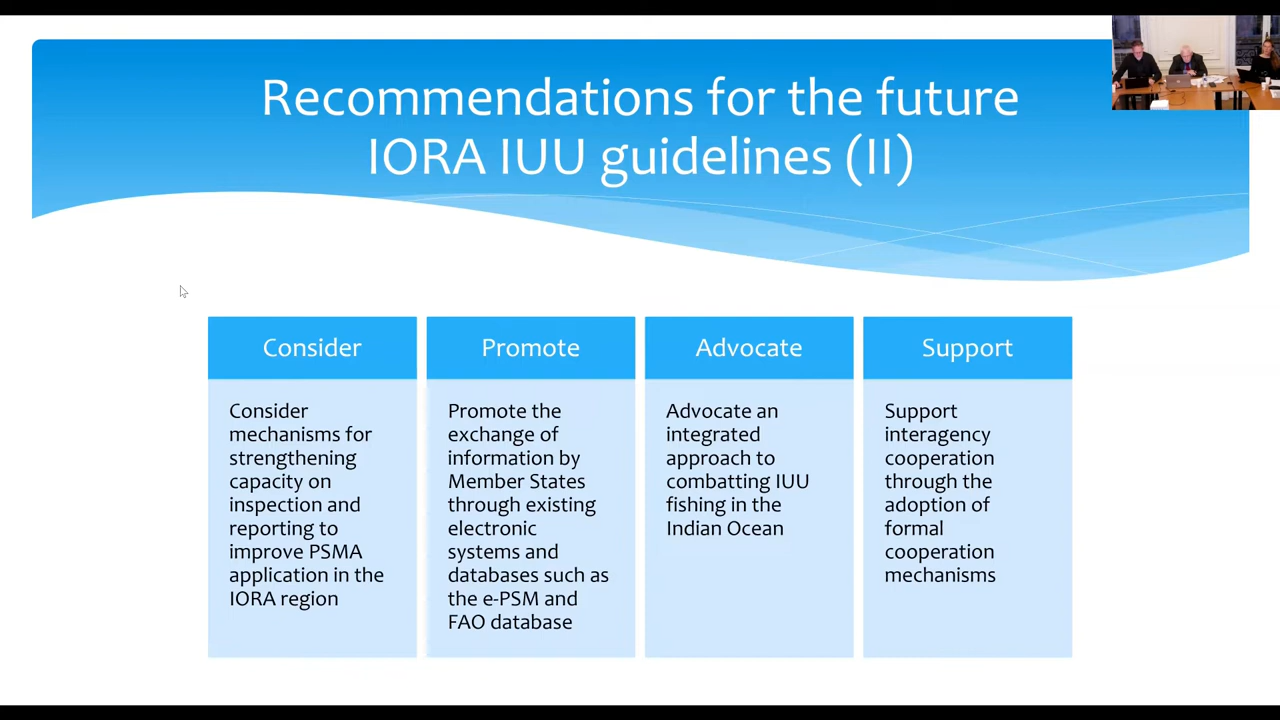 Recommendations for the future
IORA IUU guidelines (II)
Consider
Consider
mechanisms for
strengthening
capacity on
inspection and
reporting to
improve PSMA
application in the
IORA region
Promote
Promote the
exchange of
information by
Member States
through existing
electronic
systems and
databases such as
the e-PSM and
FAO database
Advocate
Advocate an
integrated
approach to
combatting IUU
fishing in the
Indian Ocean
Support
Support
interagency
cooperation
through the
adoption of
formal
cooperation
mechanisms